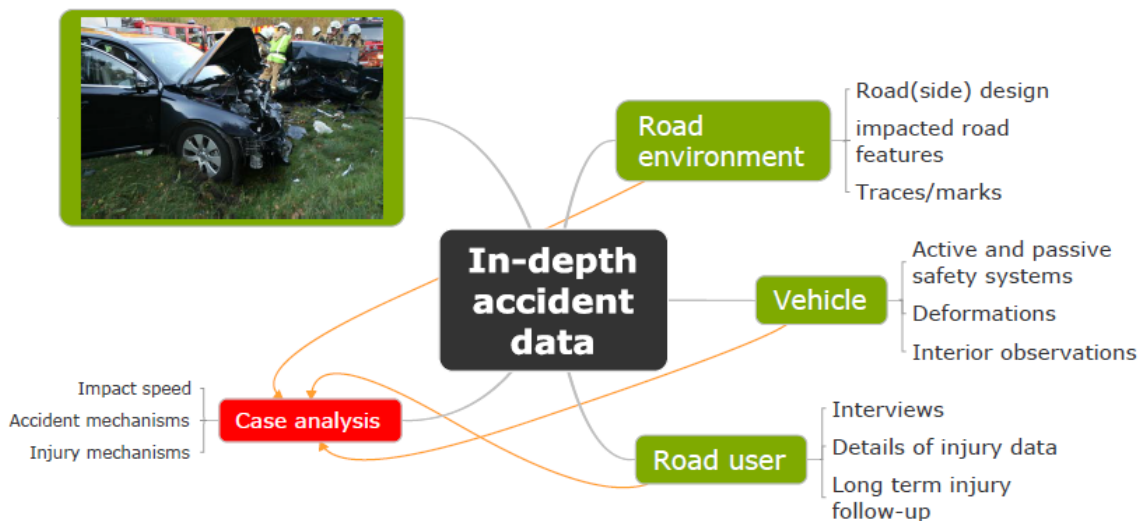 In-depth
accident
data
Road
environment
Road(side) design
impacted road
features
Traces/marks
Vehicle
Active and passive
safety systems
Deformations
Interior observations
Road user
Interviews
Details of injury data
Long term injury
follow-up
Case analysis
Impact speed
Accident mechanisms
Injury mechanisms